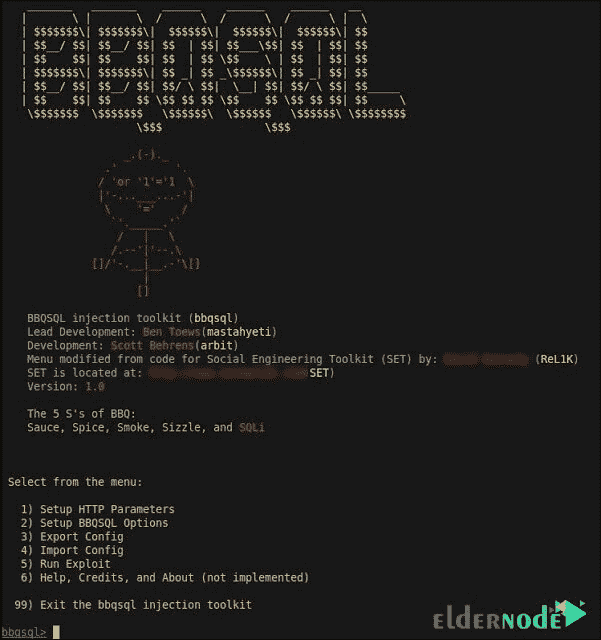 BBQSQL
'or '1'='1
BBQSQL injection toolkit (bbqsql)
Lead Development: Ben Toews(mastahyeti)
Development: Scott Behrens(arbit)
Menu modified from code for Social Engineering Toolkit (SET) by: (ReL1K)
SET is located at: SET)
Version: 1.0
The 5 S's of BBQ:
Sauce, Spice, Smoke, Sizzle, and SQLi
Select from the menu:
1) Setup HTTP Parameters
2) Setup BBQSQL Options
3) Export Config
4) Import Config
5) Run Exploit
6) Help, Credits, and About (not implemented)
99) Exit the bbqsql injection toolkit
bbqsql>
elderNODE